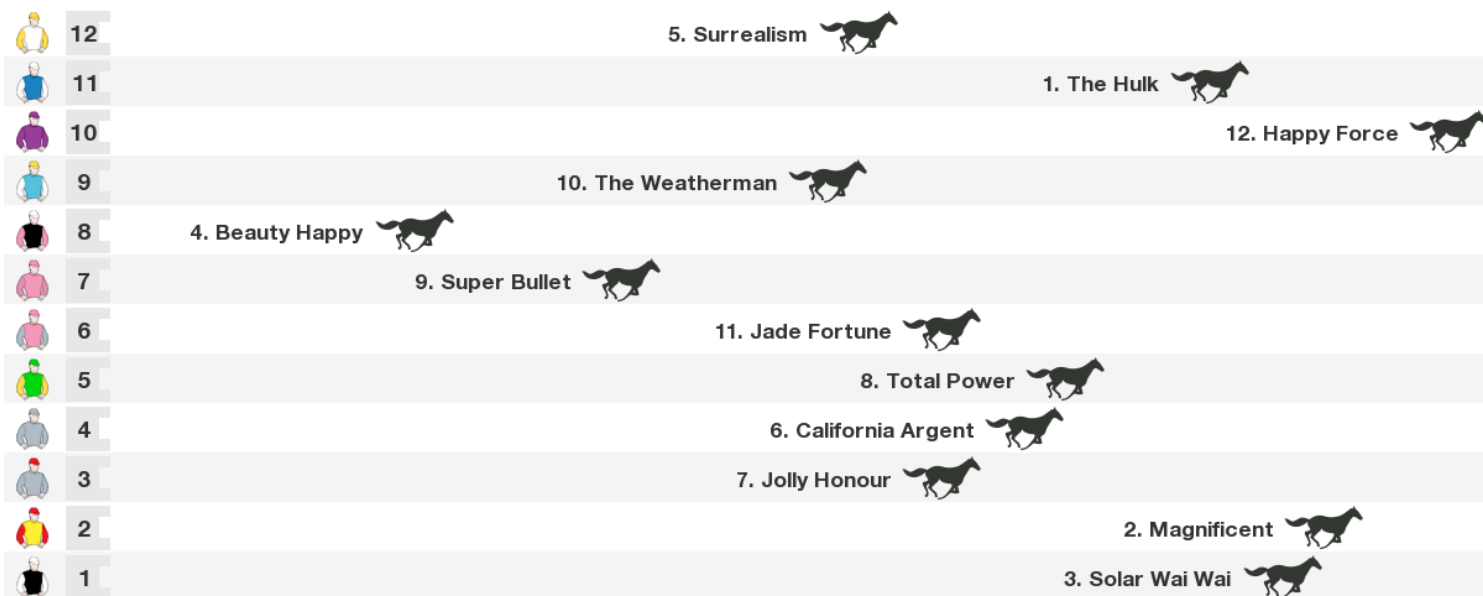 12 5. Surrealism
11 1. The Hulk
10 12. Happy Force
9 10. The Weatherman
8 4. Beauty Happy
7 9. Super Bullet
6 11. Jade Fortune
5 8. Total Power
4 6. California Argent
3 7. Jolly Honour
2 2. Magnificent
1 3. Solar Wai Wai